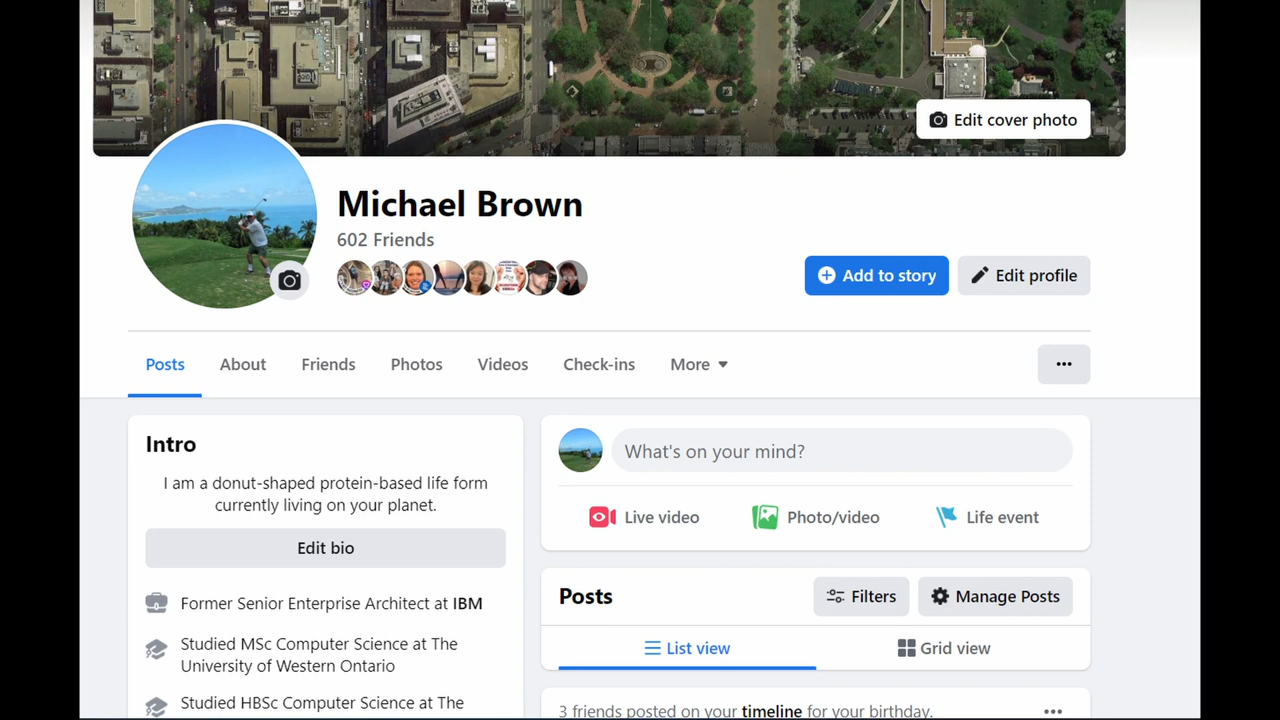 Edit cover photo
Michael Brown
602 Friends
Add to story
Edit profile
Posts
About
Friends
Photos
Videos
Check-ins
More
Intro
I am a donut-shaped protein-based life form
currently living on your planet.
Edit bio
Former Senior Enterprise Architect at IBM
Studied MSc Computer Science at The
University of Western Ontario
Studied HBSc Computer Science at The
What's on your mind?
Live video
Photo/video
Life event
Posts
Filters
Manage Posts
List view
Grid view
3 friends posted on your timeline for your birthday.